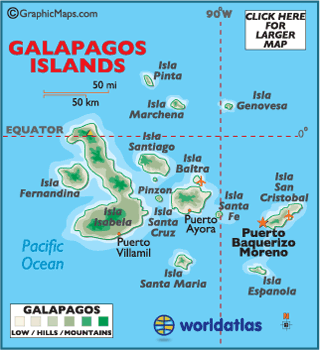 ©GraphicMaps.com
90°W
CLICK HERE
FOR
LARGER
MAP
GALAPAGOS
ISLANDS
50 mi
50 km
Isla
Pinta
Isla
Marchena
Isla
Genovesa
EQUATOR
0°
Isla
Santiago
Isla
Baltra
Isla
Fernandina
Pinzon
Isla
San
Cristobal
Isla
Santa
Fe
Isla
Isabela
Isla
Santa
Cruz
Puerto
Ayora
Puerto
Villamil
Puerto
Baquerizo
Moreno
Pacific
Ocean
Isla
Santa Maria
Isla
Española
GALAPAGOS
LOW / HILLS / MOUNTAINS
worldatlas
N